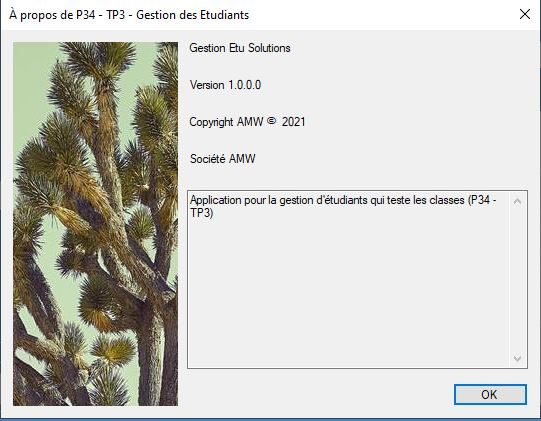 À propos de P34 - TP3 - Gestion des Etudiants
Gestion Etu Solutions
Version 1.0.0.0
Copyright AMW © 2021
Société AMW
Application pour la gestion d'étudiants qui teste les classes (P34 -
TP3)
OK